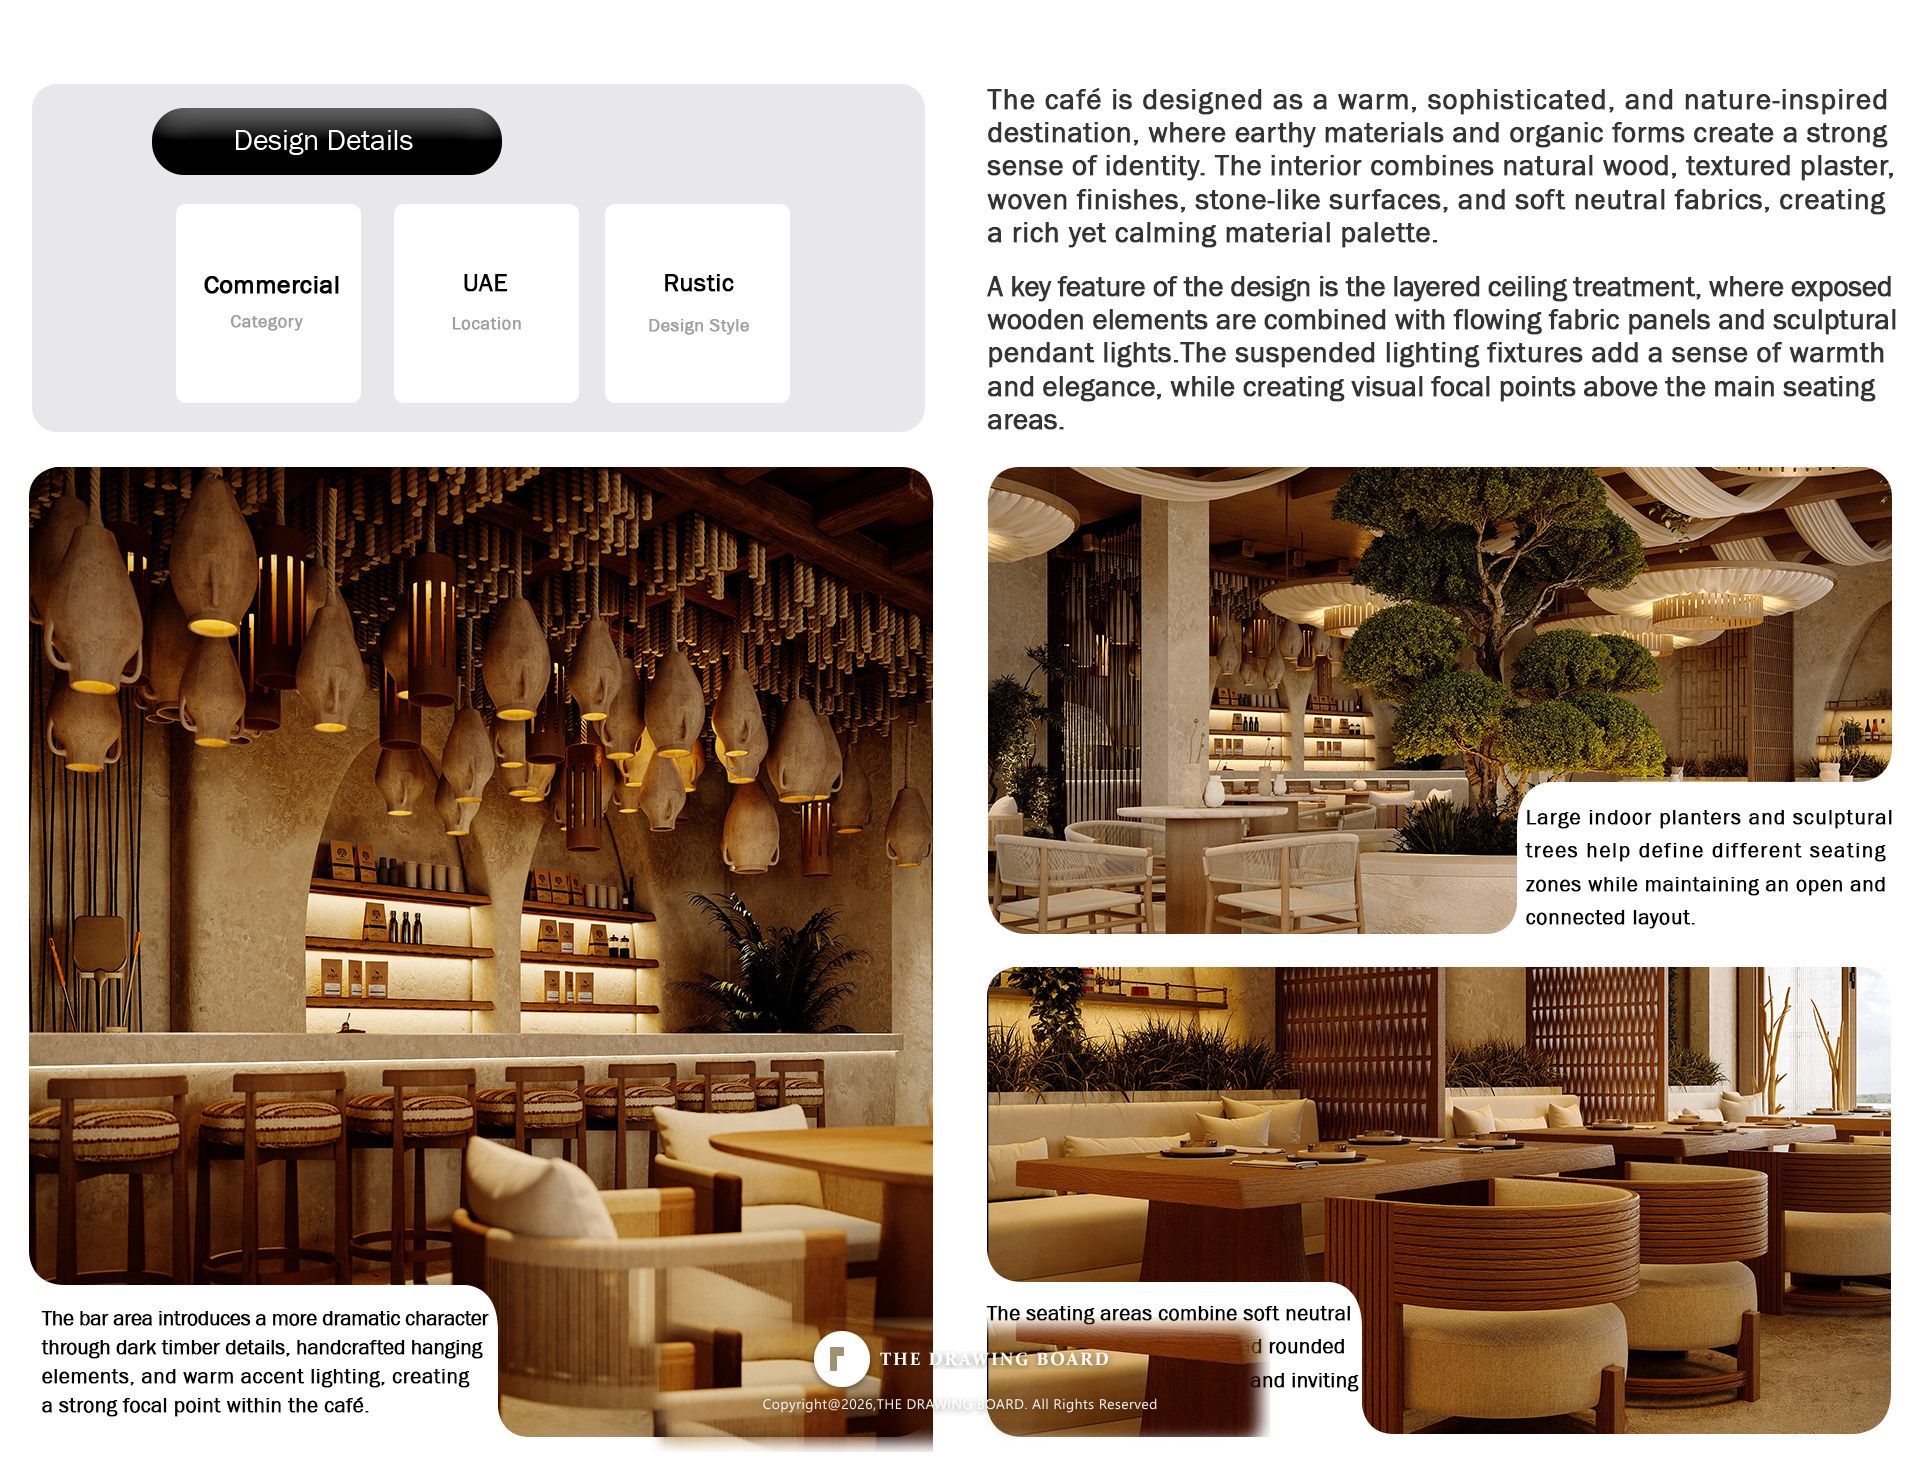 Design Details
Commercial
Category
UAE
Location
Rustic
Design Style
The café is designed as a warm, sophisticated, and nature-inspired
destination, where earthy materials and organic forms create a strong
sense of identity. The interior combines natural wood, textured plaster,
woven finishes, stone-like surfaces, and soft neutral fabrics, creating
a rich yet calming material palette.
A key feature of the design is the layered ceiling treatment, where exposed
wooden elements are combined with flowing fabric panels and sculptural
pendant lights.The suspended lighting fixtures add a sense of warmth
and elegance, while creating visual focal points above the main seating
areas.
Large indoor planters and sculptural
trees help define different seating
zones while maintaining an open and
connected layout.
The bar area introduces a more dramatic character
through dark timber details, handcrafted hanging
elements, and warm accent lighting, creating
a strong focal point within the café.
The seating areas combine soft neutral
rounded
and inviting
THE DRAWING BOARD
Copyright@2026,THE DRAWING BOARD. All Rights Reserved